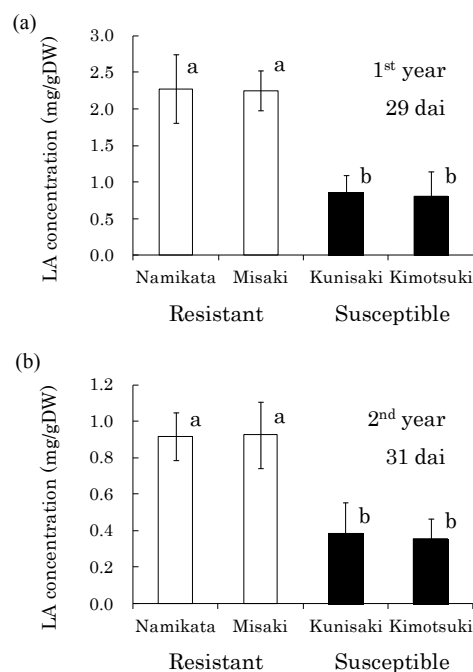 (a)
LA concentration (mg/gDW)
3.0
2.5
2.0
1.5
1.0
0.5
0.0
a
a
b
b
1st year
29 dai
Namikata Misaki Kunisaki Kimotsuki
Resistant Susceptible
(b)
LA concentration (mg/gDW)
1.2
1.0
0.8
0.6
0.4
0.2
0.0
a
a
b
b
2nd year
31 dai
Namikata Misaki Kunisaki Kimotsuki
Resistant Susceptible